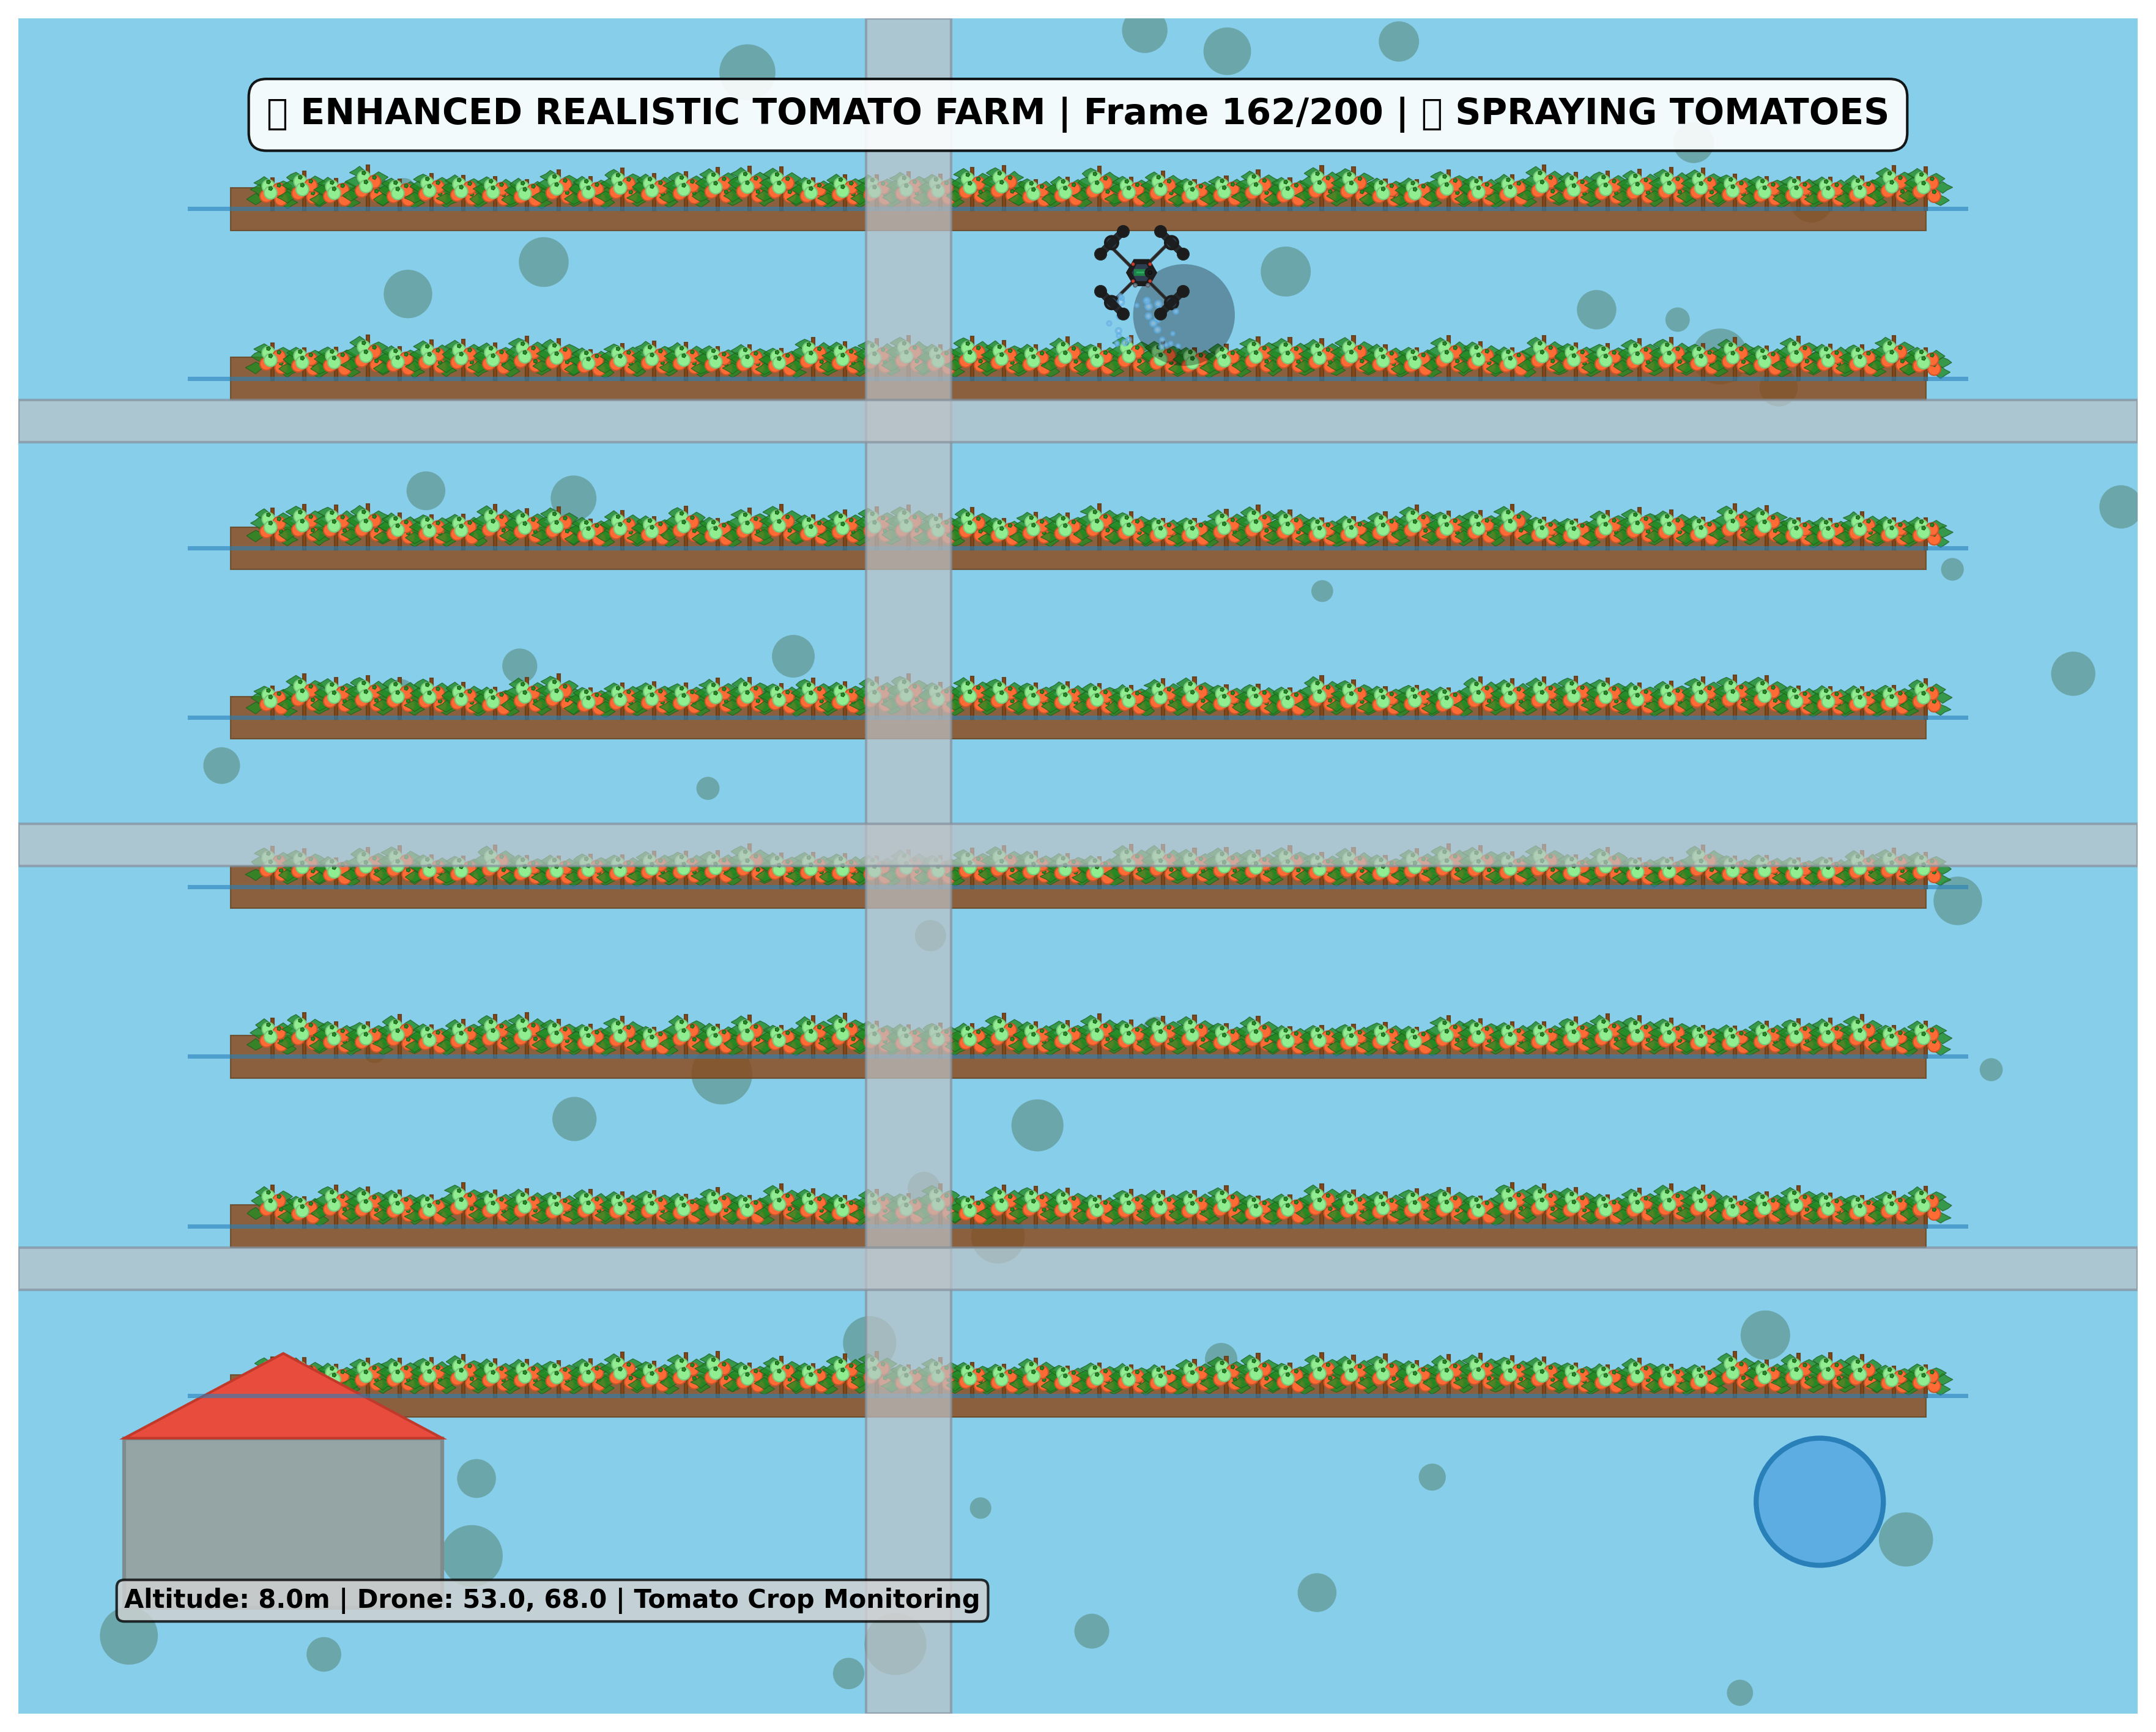 ▯ ENHANCED REALISTIC TOMATO FARM | Frame 162/200 | ▯ SPRAYING TOMATOES
Altitude: 8.0m | Drone: 53.0, 68.0 | Tomato Crop Monitoring